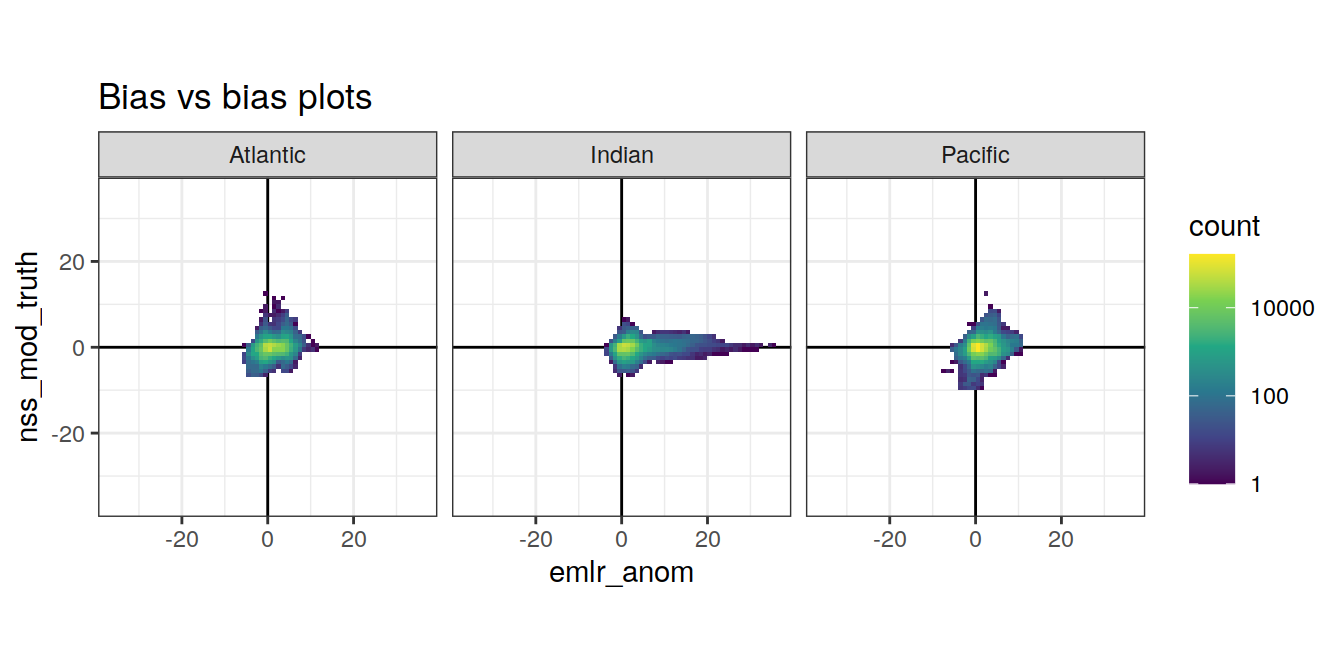 Bias vs bias plots
Atlantic Indian Pacific
nss_mod_truth
20
0
-20
-20 0 20 -20 0 20 -20 0 20
emlr_anom
count
10000
100
1